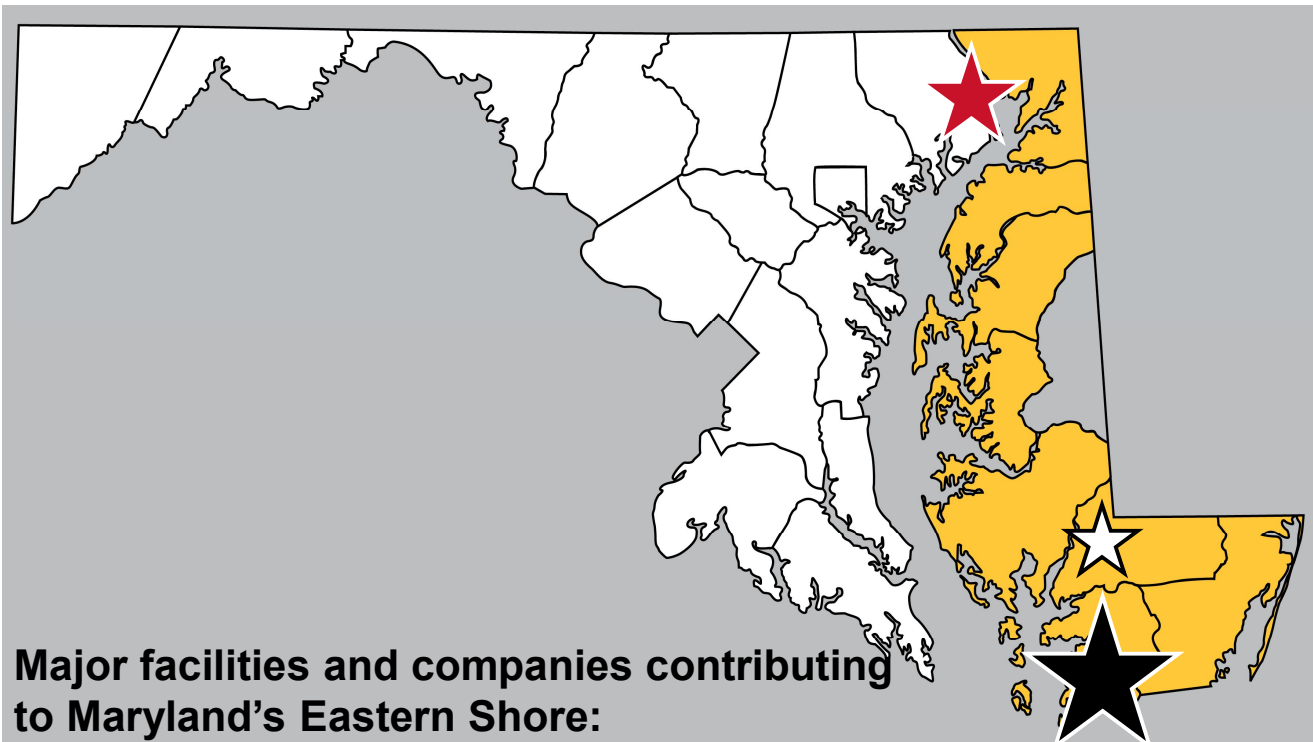 Major facilities and companies contributing
to Maryland’s Eastern Shore: